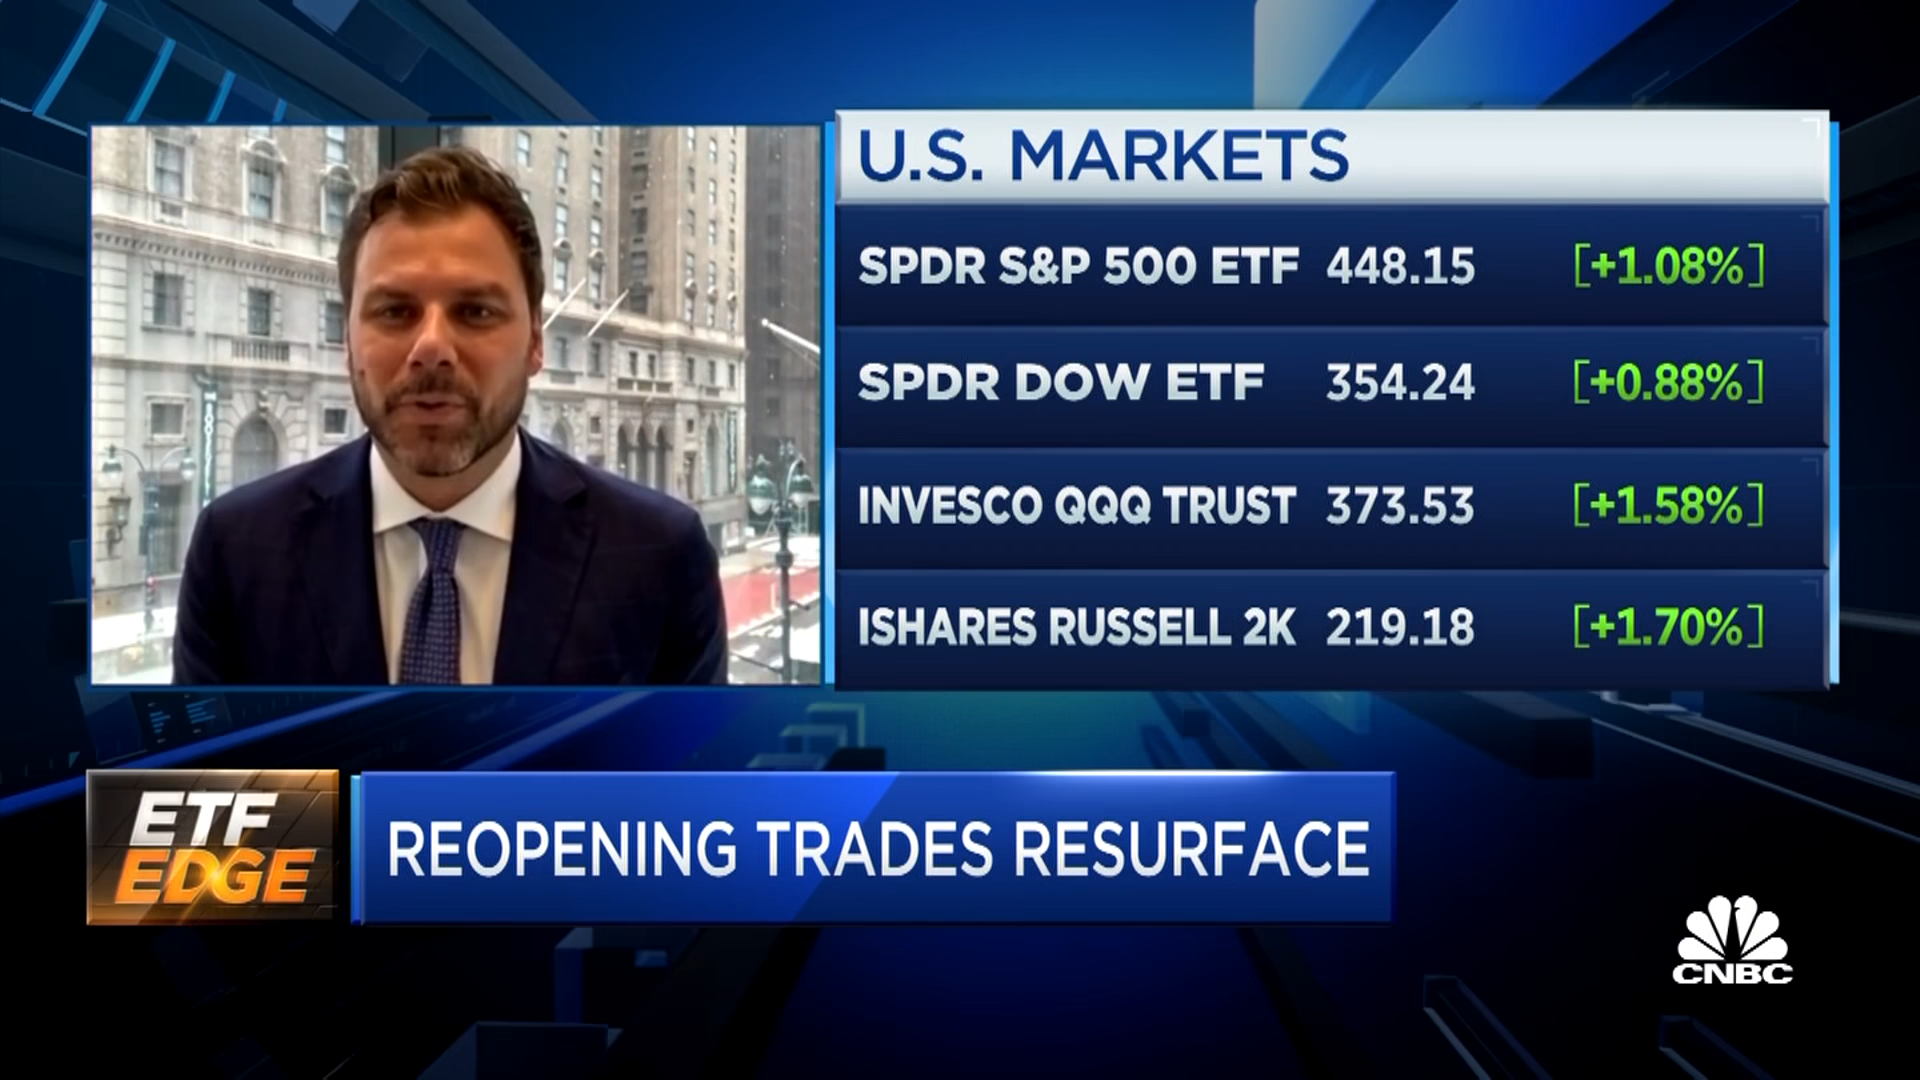 U.S. MARKETS
SPDR S&P 500 ETF 448.15 [+1.08%]
SPDR DOW ETF 354.24 [+0.88%]
INVESCO QQQ TRUST 373.53 [+1.58%]
ISHARES RUSSELL 2K 219.18 [+1.70%]
ETF
EDGE
REOPENING TRADES RESURFACE
CNBC